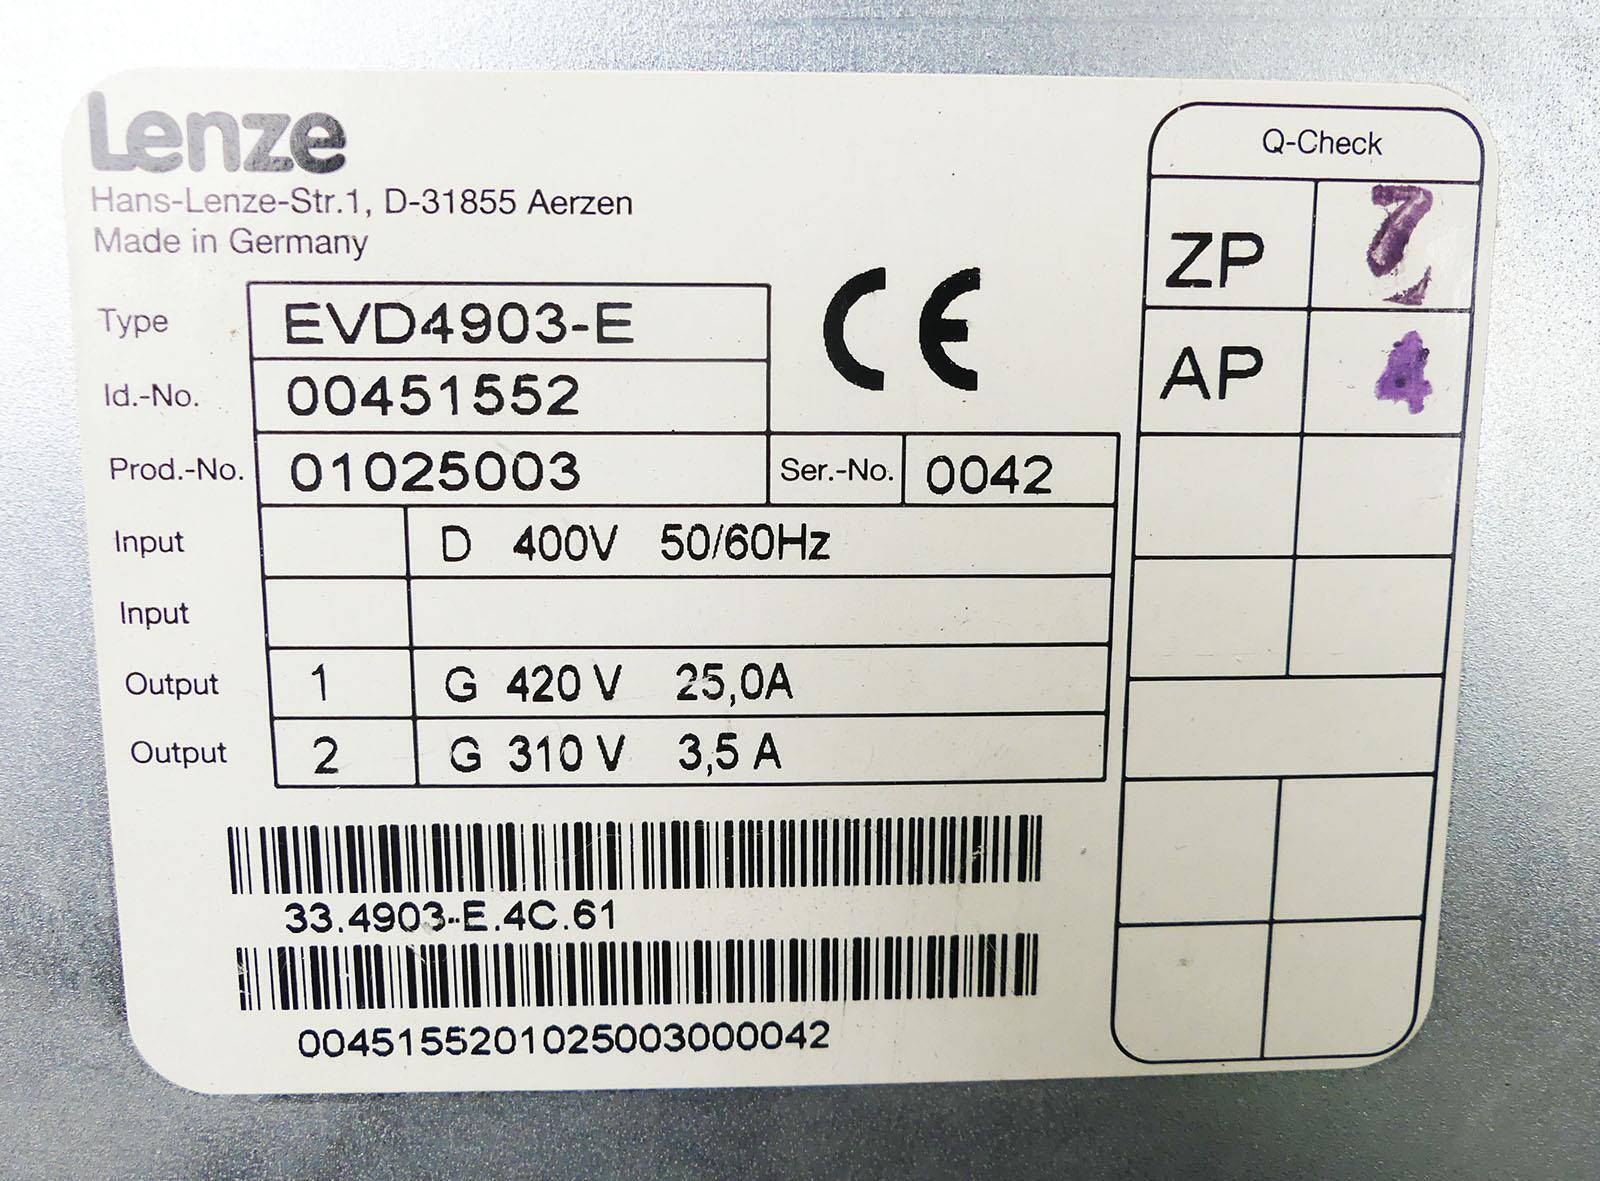 Lenze
Hans-Lenze-Str.1, D-31855 Aerzen
Made in Germany
Type EVD4903-E
Id.-No. 00451552
Prod.-No. 01025003 Ser.-No. 0042
Input D 400V 50/60Hz
Input
Output 1 G 420 V 25,0A
Output 2 G 310 V 3,5 A
33.4903-E.4C.61
0045155201025003000042
CE
Q-Check
ZP 7
AP 4